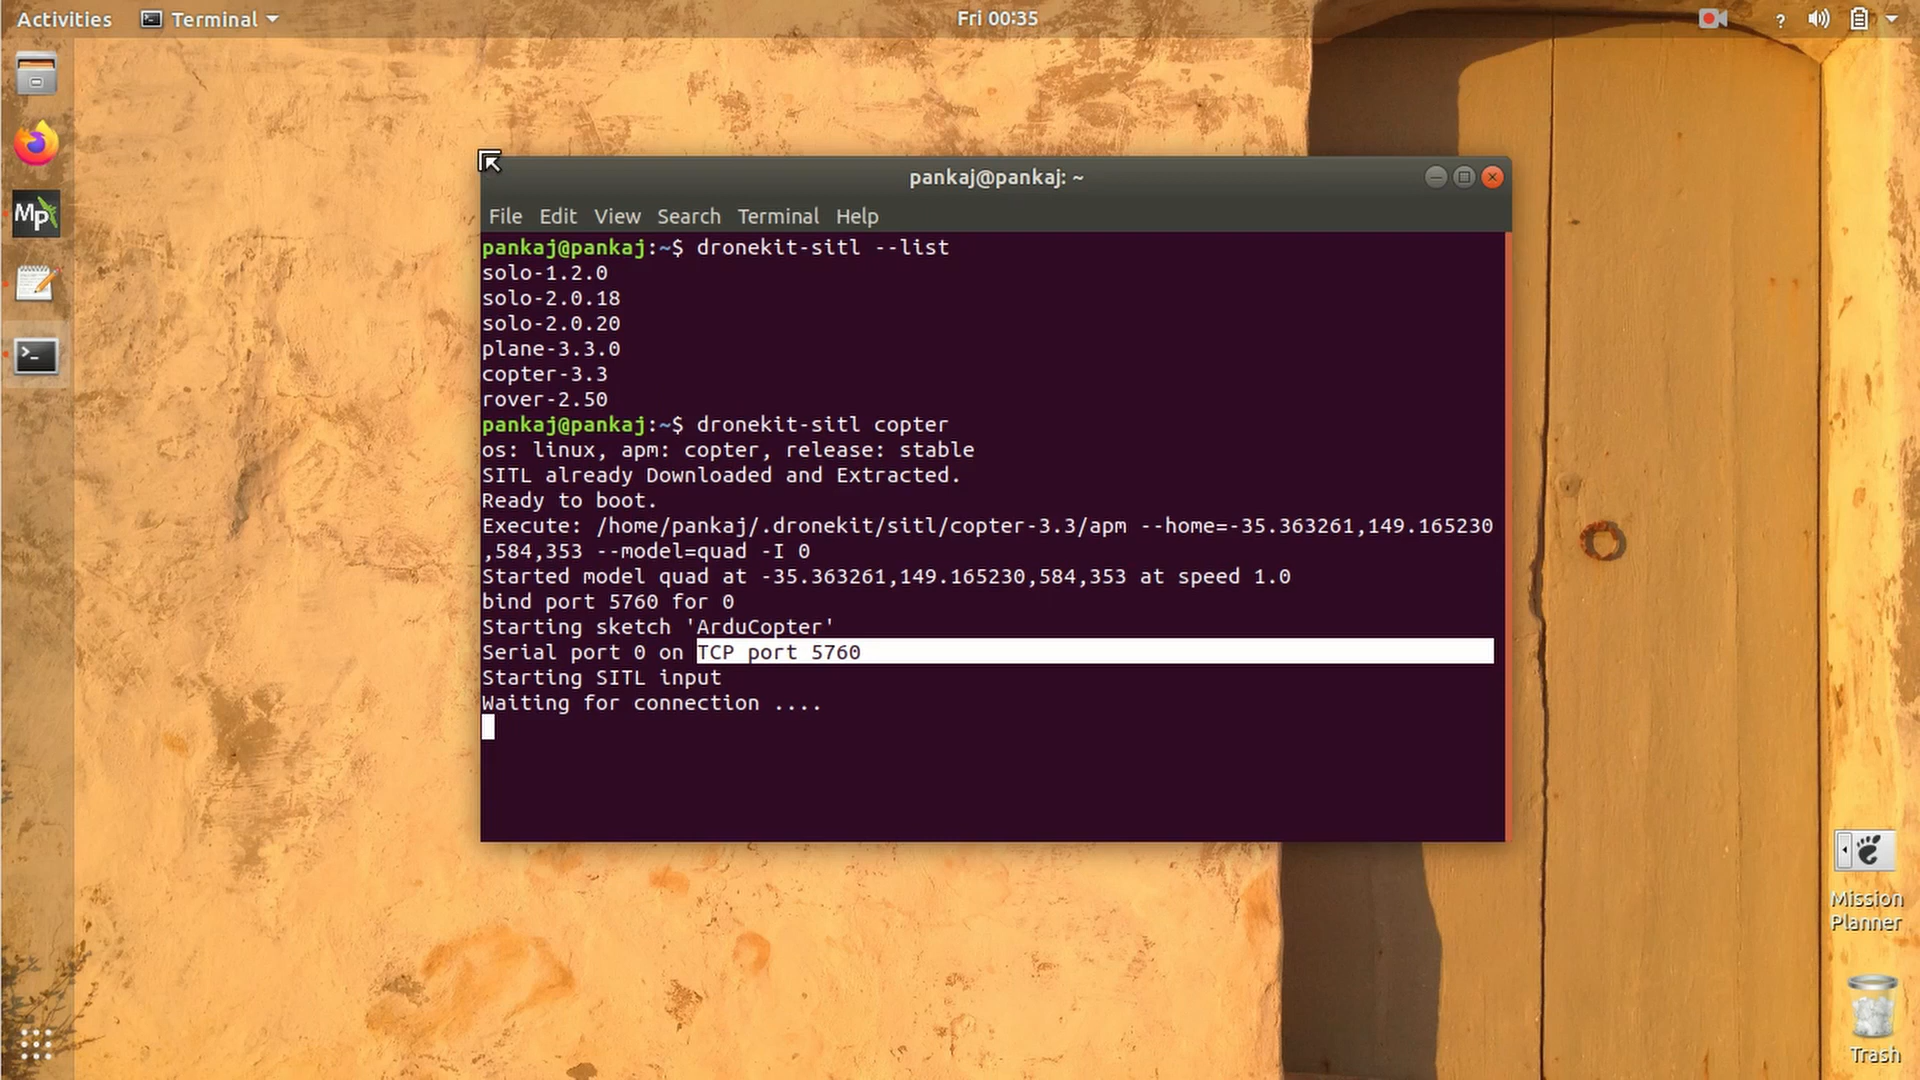 Activities
Terminal
Fri 00:35
?
Mp
pankaj@pankaj: ~
File Edit View Search Terminal Help
pankaj@pankaj:~$ dronekit-sitl --list
solo-1.2.0
solo-2.0.18
solo-2.0.20
plane-3.3.0
copter-3.3
rover-2.50
pankaj@pankaj:~$ dronekit-sitl copter
os: linux, apm: copter, release: stable
SITL already Downloaded and Extracted.
Ready to boot.
Execute: /home/pankaj/.dronekit/sitl/copter-3.3/apm --home=-35.363261,149.165230
,584,353 --model=quad -I 0
Started model quad at -35.363261,149.165230,584,353 at speed 1.0
bind port 5760 for 0
Starting sketch 'ArduCopter'
Serial port 0 on TCP port 5760
Starting SITL input
Waiting for connection ....
Mission
Planner
Trash